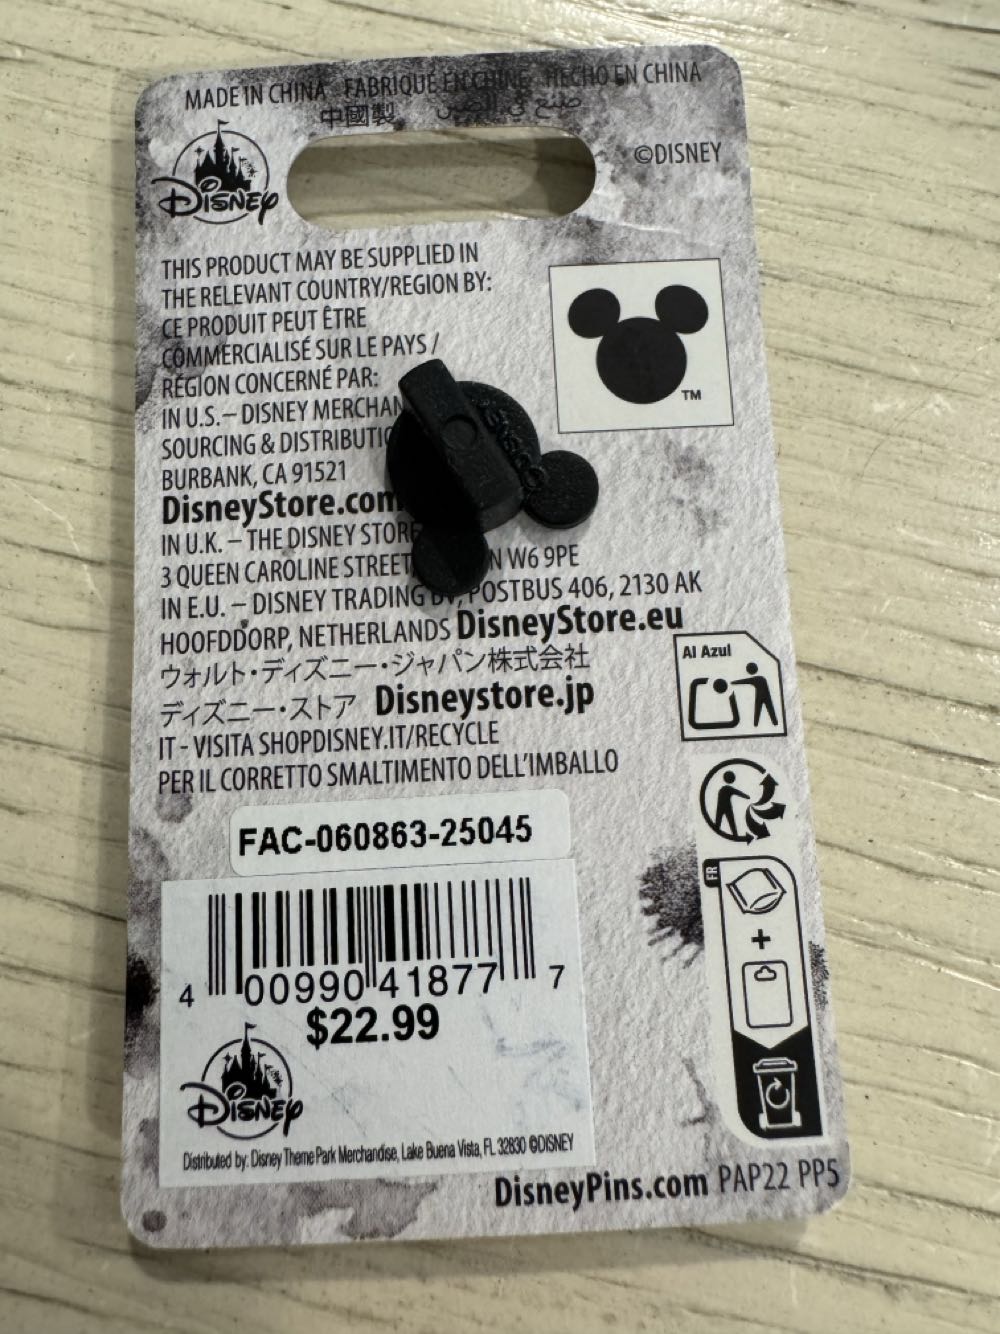 MADE IN CHINA FABRIQUÉ EN CHINE HECHO EN CHINA
中國製 صنع في الصين
Disney
©DISNEY
THIS PRODUCT MAY BE SUPPLIED IN
THE RELEVANT COUNTRY/REGION BY:
CE PRODUIT PEUT ÊTRE
COMMERCIALISÉ SUR LE PAYS /
RÉGION CONCERNÉ PAR:
IN U.S. – DISNEY MERCHAN
SOURCING & DISTRIBUTIO
BURBANK, CA 91521
DisneyStore.com
IN U.K. – THE DISNEY STORE
3 QUEEN CAROLINE STREET N W6 9PE
IN E.U. – DISNEY TRADING BV, POSTBUS 406, 2130 AK
HOOFDDORP, NETHERLANDS DisneyStore.eu
ウォルト・ディズニー・ジャパン株式会社
ディズニー・ストア Disneystore.jp
IT - VISITA SHOPDISNEY.IT/RECYCLE
PER IL CORRETTO SMALTIMENTO DELL'IMBALLO
TM
Al Azul
FR
+
FAC-060863-25045
4 00990 41877 7
$22.99
Disney
Distributed by: Disney Theme Park Merchandise, Lake Buena Vista, FL 32830 ©DISNEY
DisneyPins.com PAP22 PP5